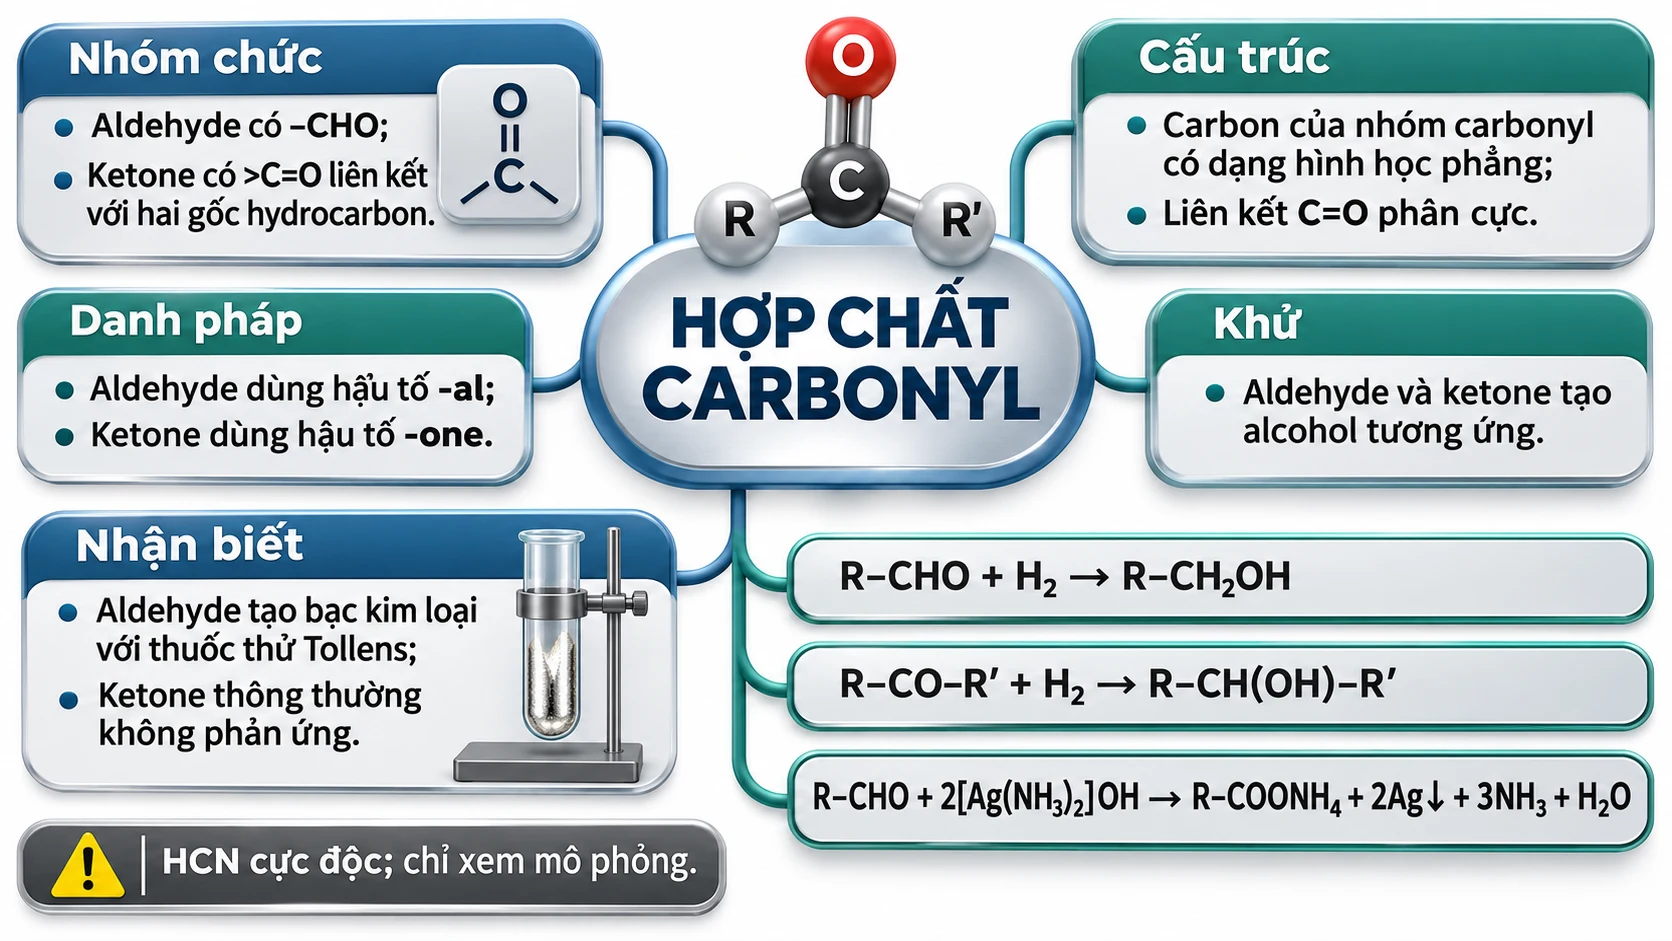 Nhóm chức
Aldehyde có –CHO;
Ketone có >C=O liên kết
với hai gốc hydrocarbon.
O
C
O
C
R
R′
Cấu trúc
Carbon của nhóm carbonyl
có dạng hình học phẳng;
Liên kết C=O phân cực.
HỢP CHẤT
CARBONYL
Danh pháp
Aldehyde dùng hậu tố -al;
Ketone dùng hậu tố -one.
Khử
Aldehyde và ketone tạo
alcohol tương ứng.
Nhận biết
Aldehyde tạo bạc kim loại
với thuốc thử Tollens;
Ketone thông thường
không phản ứng.
R–CHO + H₂ → R–CH₂OH
R–CO–R′ + H₂ → R–CH(OH)–R′
R–CHO + 2[Ag(NH₃)₂]OH → R–COONH₄ + 2Ag↓ + 3NH₃ + H₂O
HCN cực độc; chỉ xem mô phỏng.